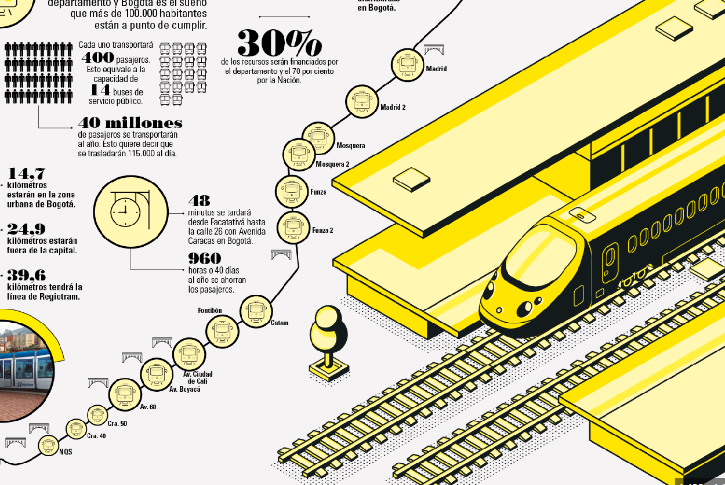 departamento y Bogotá es el sueño
que más de 100.000 habitantes
están a punto de cumplir.
en Bogotá.
30%
de los recursos serán financiados por
el departamento y el 70 por ciento
por la Nación.
Cada uno transportará
400 pasajeros.
Esto equivale a la
capacidad de
14 buses de
servicio público.
40 millones
de pasajeros se transportarán
al año. Esto quiere decir que
se trasladarán 115.000 al día.
14,7
kilómetros
estarán en la zona
urbana de Bogotá.
24,9
kilómetros estarán
fuera de la capital.
39,6
kilómetros tendrá la
línea de Regiotram.
48
minutos se tardará
desde Facatativá hasta
la calle 26 con Avenida
Caracas en Bogotá.
960
horas o 40 días
al año se ahorran
los pasajeros.
Madrid
Madrid 2
Mosquera
Mosquera 2
Funza
Funza 2
Catam
Fontibón
Av. Ciudad
de Cali
Av. Boyacá
Av. 68
Cra. 50
Cra. 40
NQS